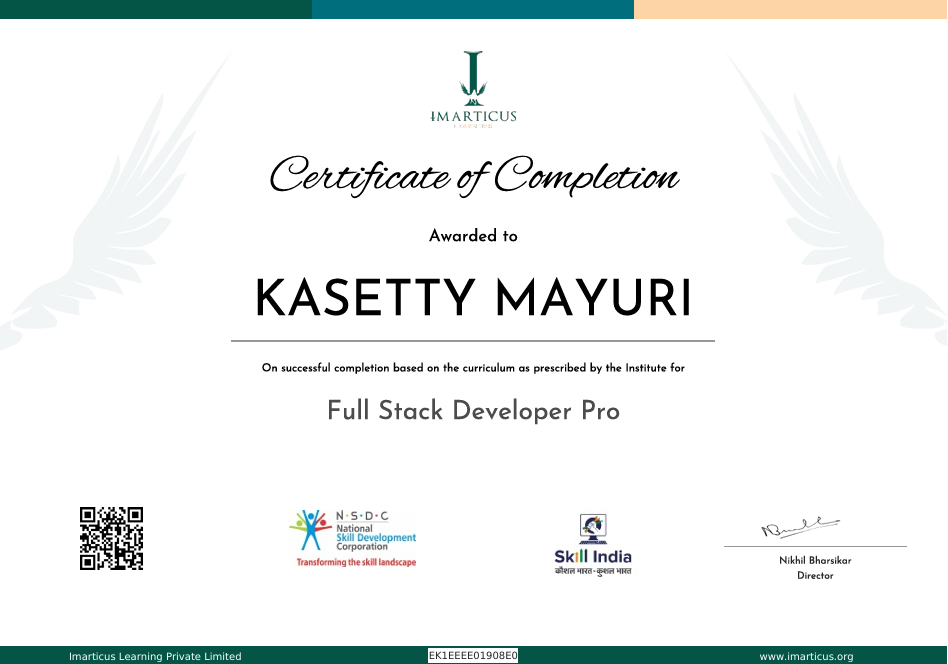 IMARTICUS
LEARNING
Certificate of Completion
Awarded to
KASETTY MAYURI
On successful completion based on the curriculum as prescribed by the Institute for
Full Stack Developer Pro
N·S·D·C
National
Skill Development
Corporation
Transforming the skill landscape
Skill India
कौशल भारत-कुशल भारत
Nikhil Bharsikar
Director
Imarticus Learning Private Limited
EK1EEEE01908E0
www.imarticus.org